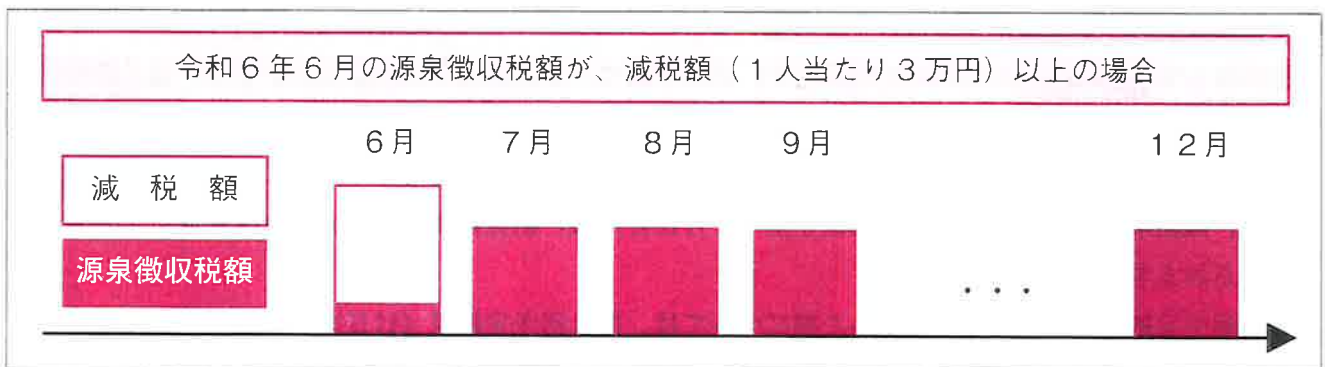 令和６年６月の源泉徴収税額が、減税額（１人当たり３万円）以上の場合
６月 ７月 ８月 ９月 １２月
減 税 額
源泉徴収税額
・・・